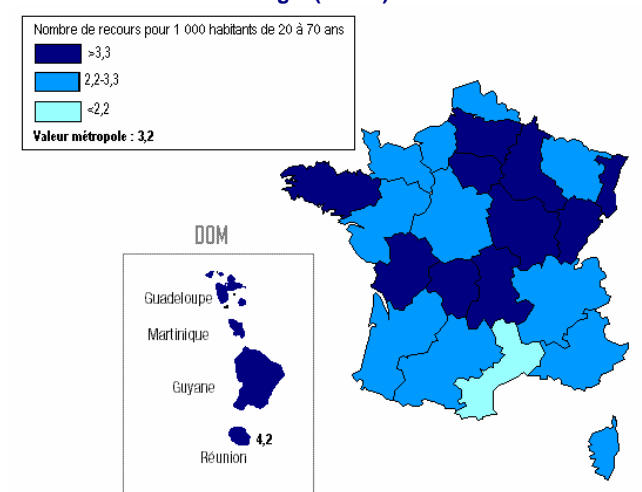 Nombre de recours pour 1 000 habitants de 20 à 70 ans
>3,3
2,2-3,3
<2,2
Valeur métropole : 3,2
DOM
Guadeloupe
Martinique
Guyane
4,2
Réunion